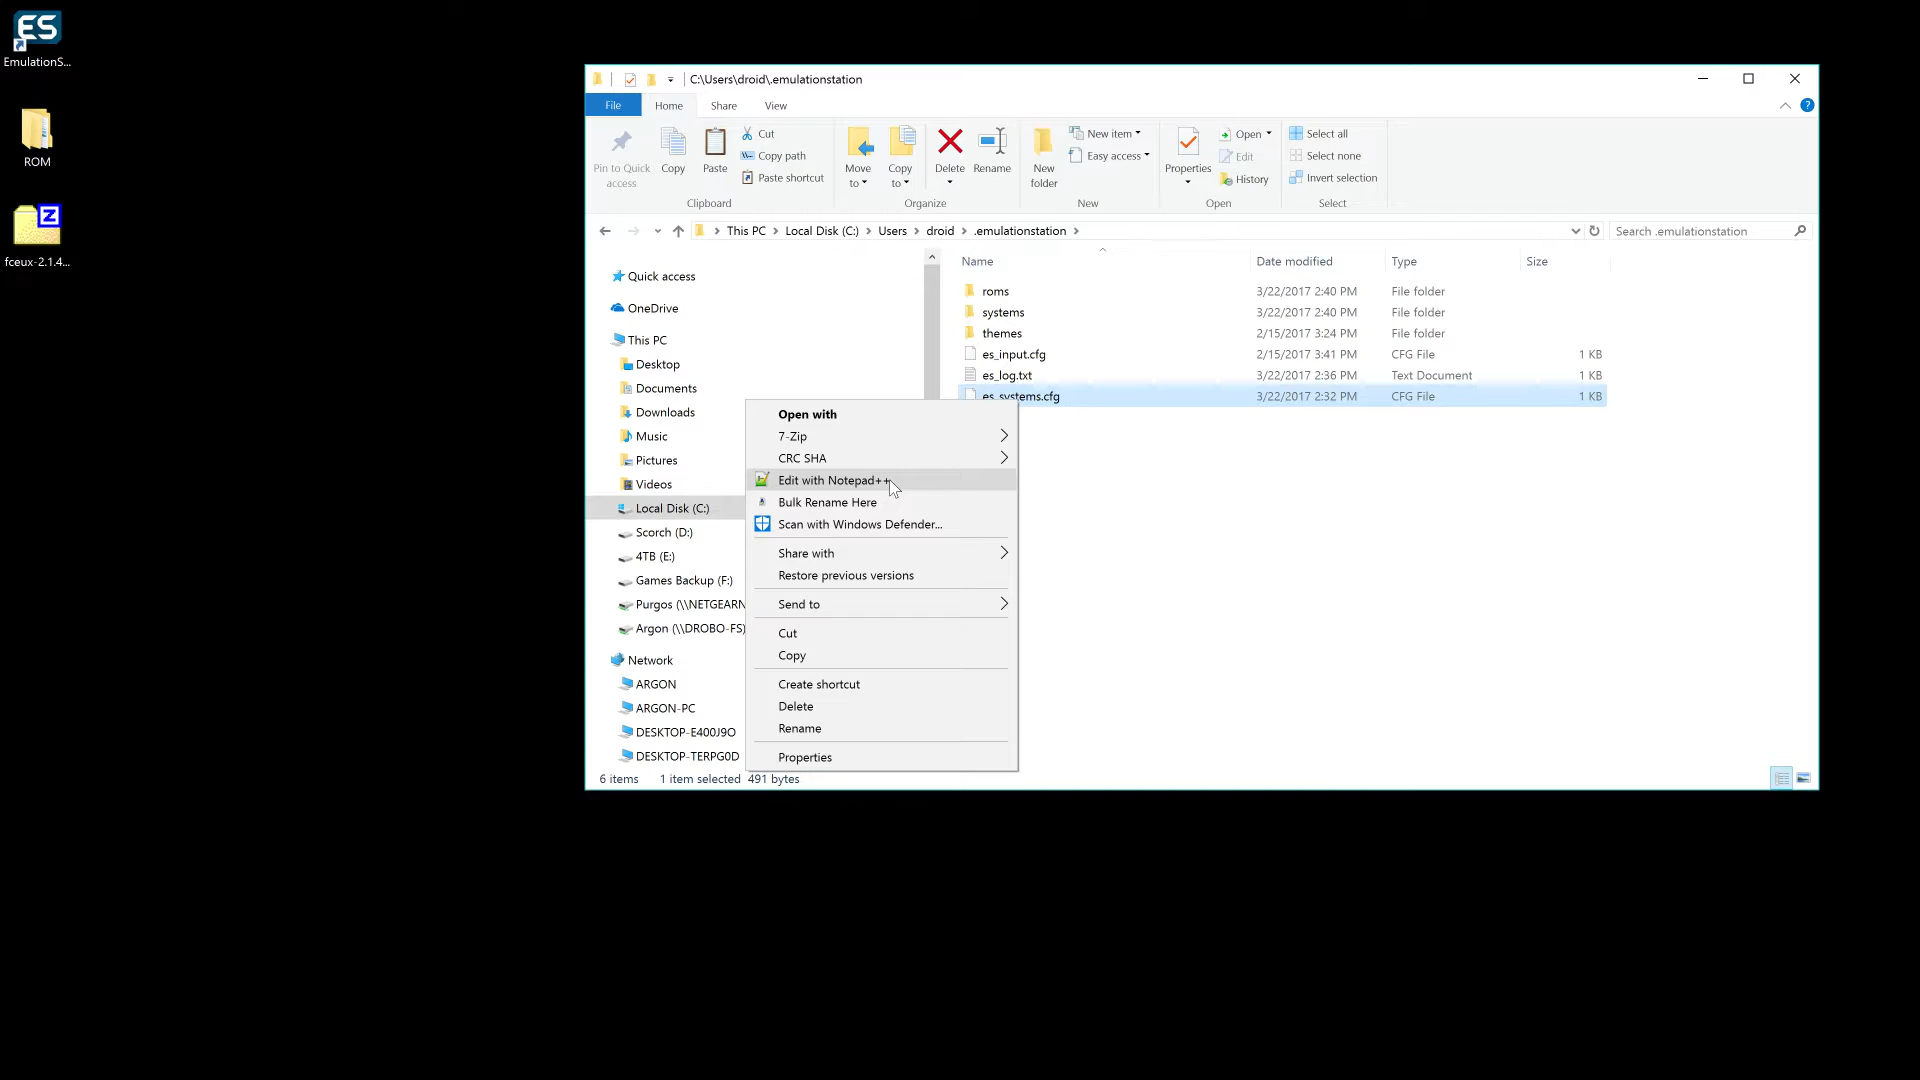 ES
EmulationS...
ROM
Z
fceux-2.1.4...
C:\Users\droid\.emulationstation
File
Home
Share
View
Pin to Quick access
Copy
Paste
Cut
Copy path
Paste shortcut
Clipboard
Move to
Copy to
Delete
Rename
Organize
New folder
New item
Easy access
New
Properties
Open
Edit
History
Open
Select all
Select none
Invert selection
Select
This PC
Local Disk (C:)
Users
droid
.emulationstation
Search .emulationstation
Quick access
OneDrive
This PC
Desktop
Documents
Downloads
Music
Pictures
Videos
Local Disk (C:)
Scorch (D:)
4TB (E:)
Games Backup (F:)
Purgos (\\NETGEARN
Argon (\\DROBO-FS)
Network
ARGON
ARGON-PC
DESKTOP-E400J9O
DESKTOP-TERPG0D
Name Date modified Type Size
roms 3/22/2017 2:40 PM File folder
systems 3/22/2017 2:40 PM File folder
themes 2/15/2017 3:24 PM File folder
es_input.cfg 2/15/2017 3:41 PM CFG File 1 KB
es_log.txt 3/22/2017 2:36 PM Text Document 1 KB
es_systems.cfg 3/22/2017 2:32 PM CFG File 1 KB
Open with
7-Zip
CRC SHA
Edit with Notepad++
Bulk Rename Here
Scan with Windows Defender...
Share with
Restore previous versions
Send to
Cut
Copy
Create shortcut
Delete
Rename
Properties
6 items 1 item selected 491 bytes